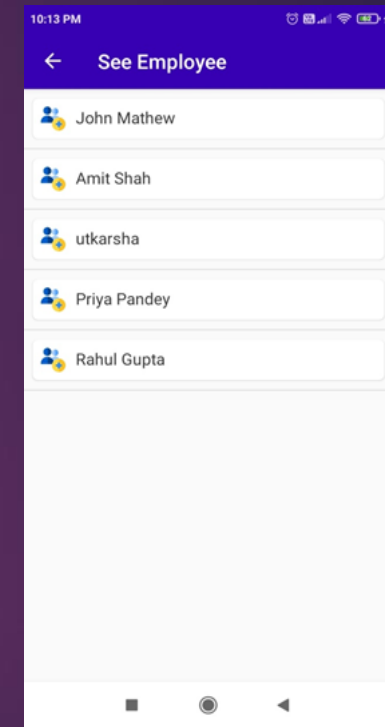 10:13 PM
See Employee
John Mathew
Amit Shah
utkarsha
Priya Pandey
Rahul Gupta